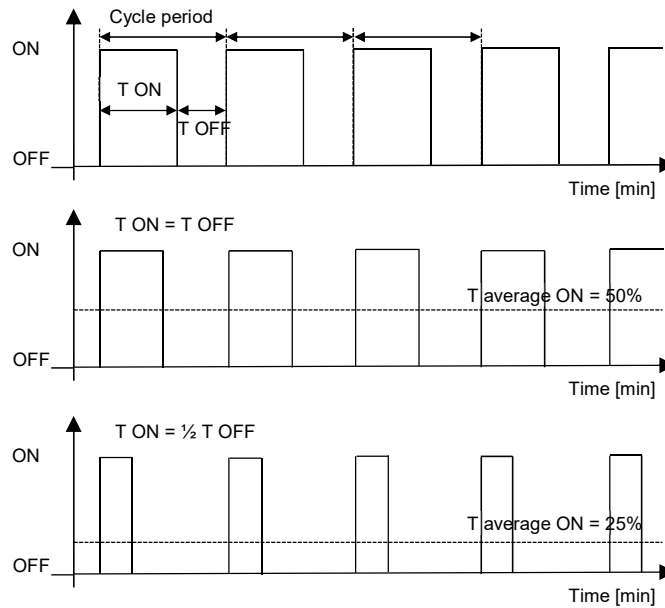 Cycle period
ON
T ON
T OFF
OFF
Time [min]
T ON = T OFF
ON
T average ON = 50%
OFF
Time [min]
T ON = ½ T OFF
ON
T average ON = 25%
OFF
Time [min]